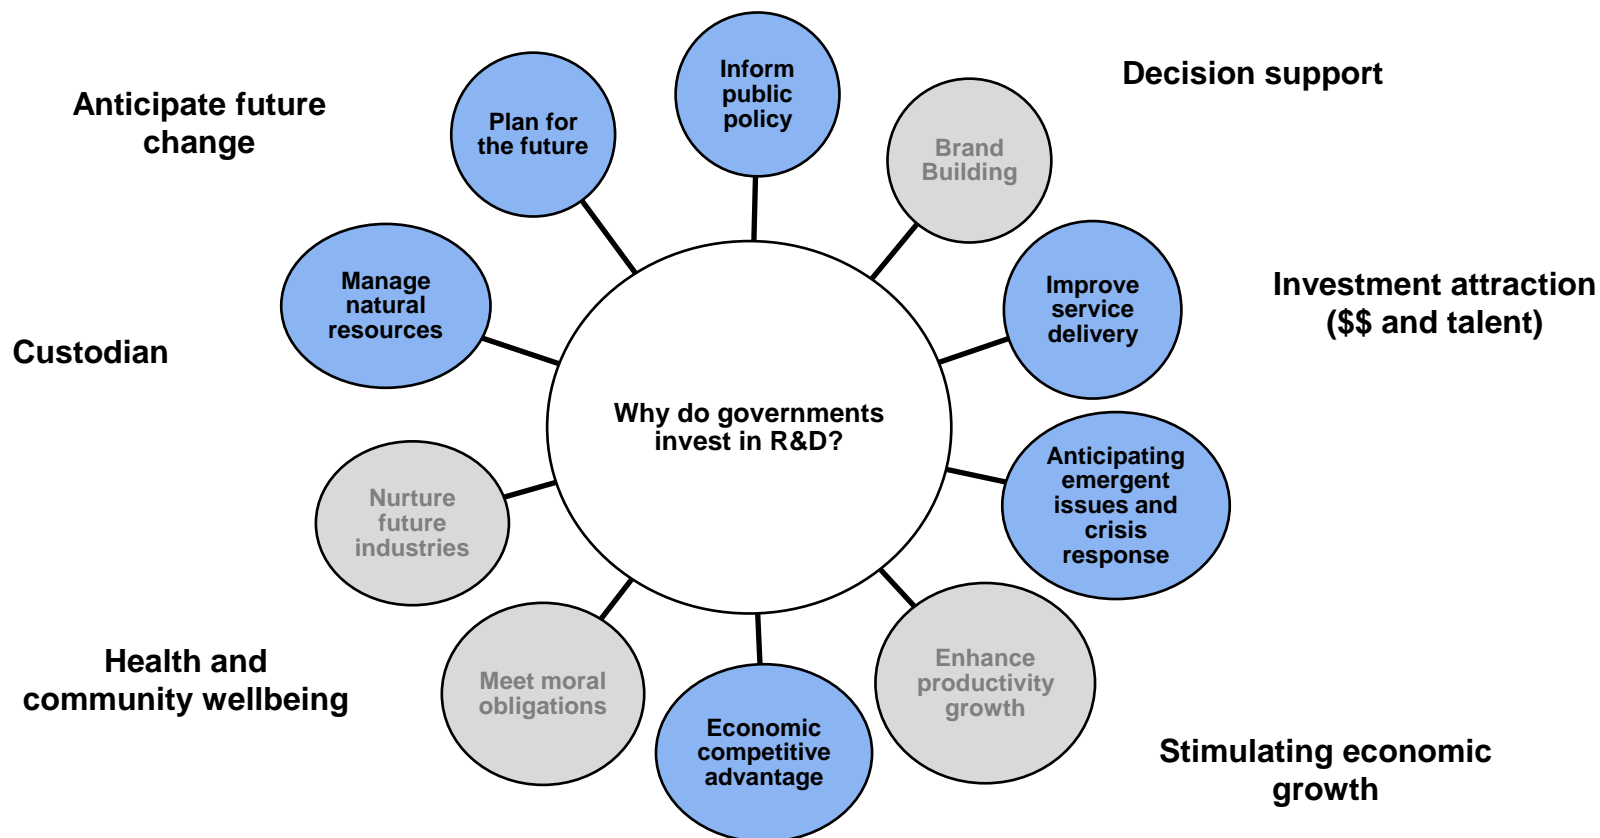 Inform
public
policy
Decision support
Anticipate future
change
Plan for
the future
Brand
Building
Manage
natural
resources
Improve
service
delivery
Investment attraction
($$ and talent)
Custodian
Why do governments
invest in R&D?
Anticipating
emergent
issues and
crisis
response
Nurture
future
industries
Health and
community wellbeing
Meet moral
obligations
Economic
competitive
advantage
Enhance
productivity
growth
Stimulating economic
growth